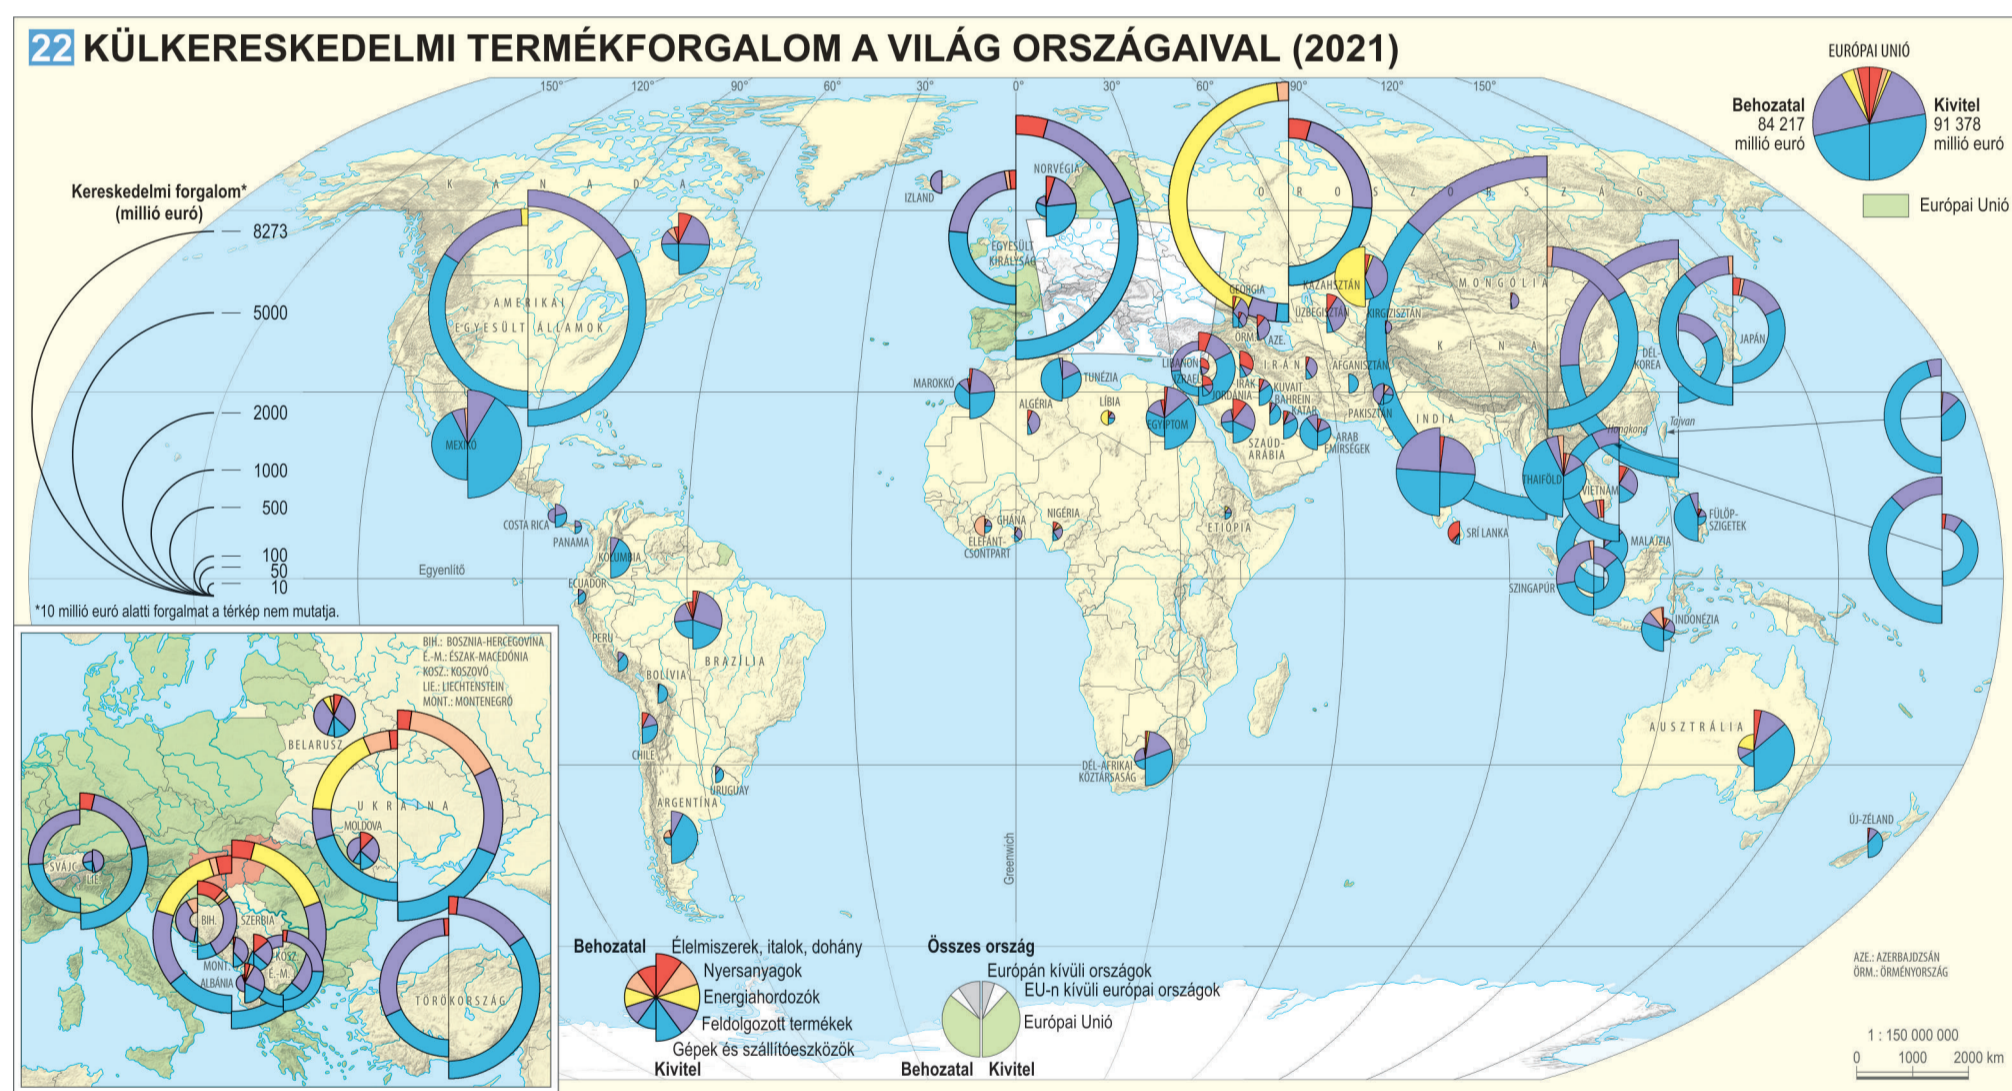 22 KÜLKERESKEDELMI TERMÉKFORGALOM A VILÁG ORSZÁGAIVAL (2021)
EURÓPAI UNIÓ
Behozatal
84 217
millió euró
Kivitel
91 378
millió euró
Európai Unió
150° 120° 90° 60° 30° 0° 30° 60° 90° 120° 150°
Kereskedelmi forgalom*
(millió euró)
8273
5000
2000
1000
500
100
50
10
*10 millió euró alatti forgalmat a térkép nem mutatja.
Egyenlítő
Greenwich
KANADA
AMERIKAI
EGYESÜLT ÁLLAMOK
MEXIKÓ
COSTA RICA
PANAMA
KOLUMBIA
ECUADOR
PERU
BRAZÍLIA
BOLÍVIA
CHILE
URUGUAY
ARGENTÍNA
IZLAND
NORVÉGIA
EGYESÜLT
KIRÁLYSÁG
OROSZORSZÁG
GEORGIA
ÖRM.
AZE.
KAZAHSZTÁN
ÜZBEGISZTÁN
KIRGIZISZTÁN
MONGÓLIA
KÍNA
DÉL-
KOREA
JAPÁN
Tajvan
Hongkong
MAROKKÓ
ALGÉRIA
TUNÉZIA
LÍBIA
EGYIPTOM
LIBANON
IZRAEL
JORDÁNIA
IRAK
IRÁN
KUVAIT
BAHREIN
KATAR
SZAÚD-
ARÁBIA
ARAB
EMÍRSÉGEK
AFGANISZTÁN
PAKISZTÁN
INDIA
SRÍ LANKA
THAIFÖLD
VIETNÁM
FÜLÖP-
SZIGETEK
MALAJZIA
SZINGAPÚR
INDONÉZIA
ELEFÁNT-
CSONTPART
GHÁNA
NIGÉRIA
ETIÓPIA
DÉL-AFRIKAI
KÖZTÁRSASÁG
AUSZTRÁLIA
ÚJ-ZÉLAND
BIH.: BOSZNIA-HERCEGOVINA
É.-M.: ÉSZAK-MACEDÓNIA
KOSZ.: KOSZOVÓ
LIE.: LIECHTENSTEIN
MONT.: MONTENEGRÓ
BELARUSZ
UKRAJNA
MOLDOVA
SVÁJC
LIE.
BIH.
SZERBIA
MONT.
KOSZ.
É.-M.
ALBÁNIA
TÖRÖKORSZÁG
Behozatal
Élelmiszerek, italok, dohány
Nyersanyagok
Energiahordozók
Feldolgozott termékek
Gépek és szállítóeszközök
Kivitel
Összes ország
Európán kívüli országok
EU-n kívüli európai országok
Európai Unió
Behozatal Kivitel
AZE.: AZERBAJDZSÁN
ÖRM.: ÖRMÉNYORSZÁG
1 : 150 000 000
0 1000 2000 km